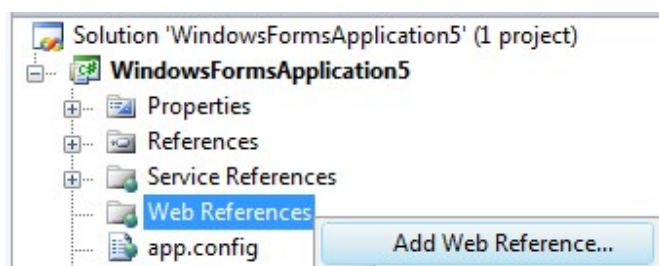 Solution 'WindowsFormsApplication5' (1 project)
WindowsFormsApplication5
Properties
References
Service References
Web References
app.config Add Web Reference...